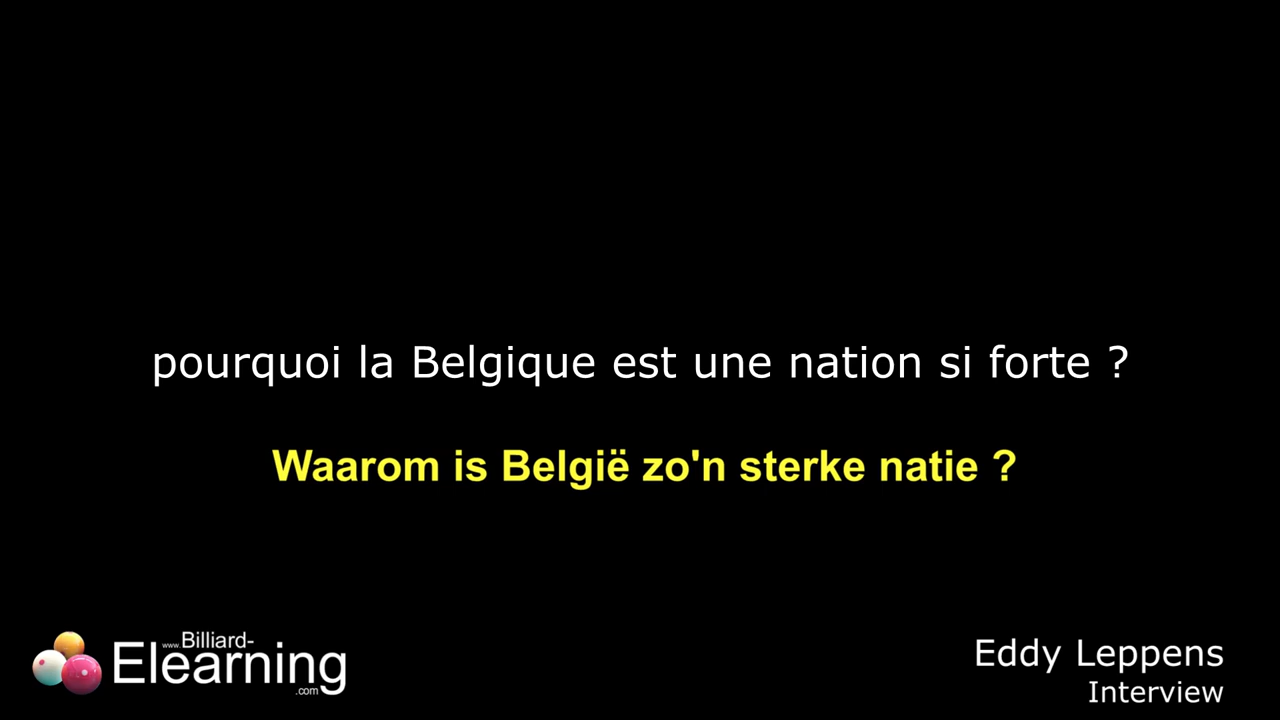 pourquoi la Belgique est une nation si forte ?
Waarom is België zo'n sterke natie ?
www.Billiard-
Elearning
.com
Eddy Leppens
Interview